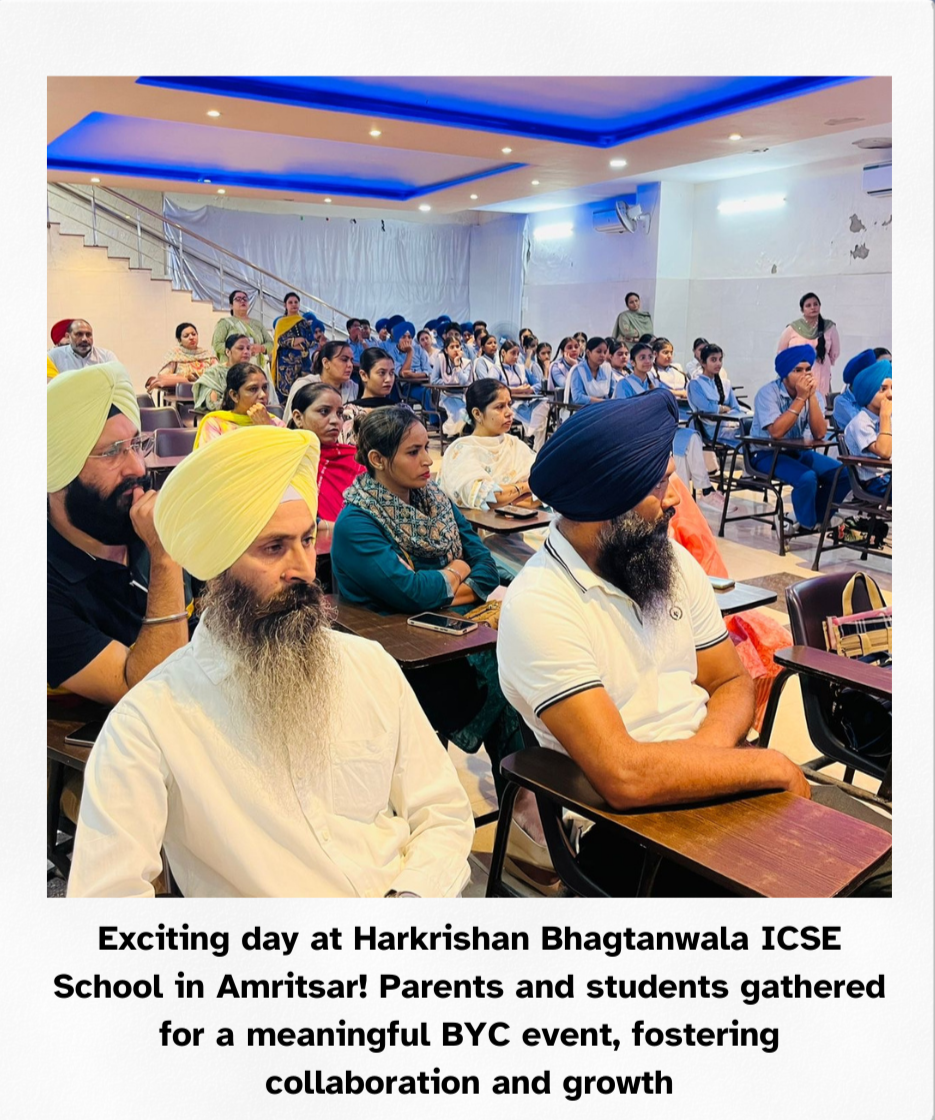 Exciting day at Harkrishan Bhagtanwala ICSE
School in Amritsar! Parents and students gathered
for a meaningful BYC event, fostering
collaboration and growth